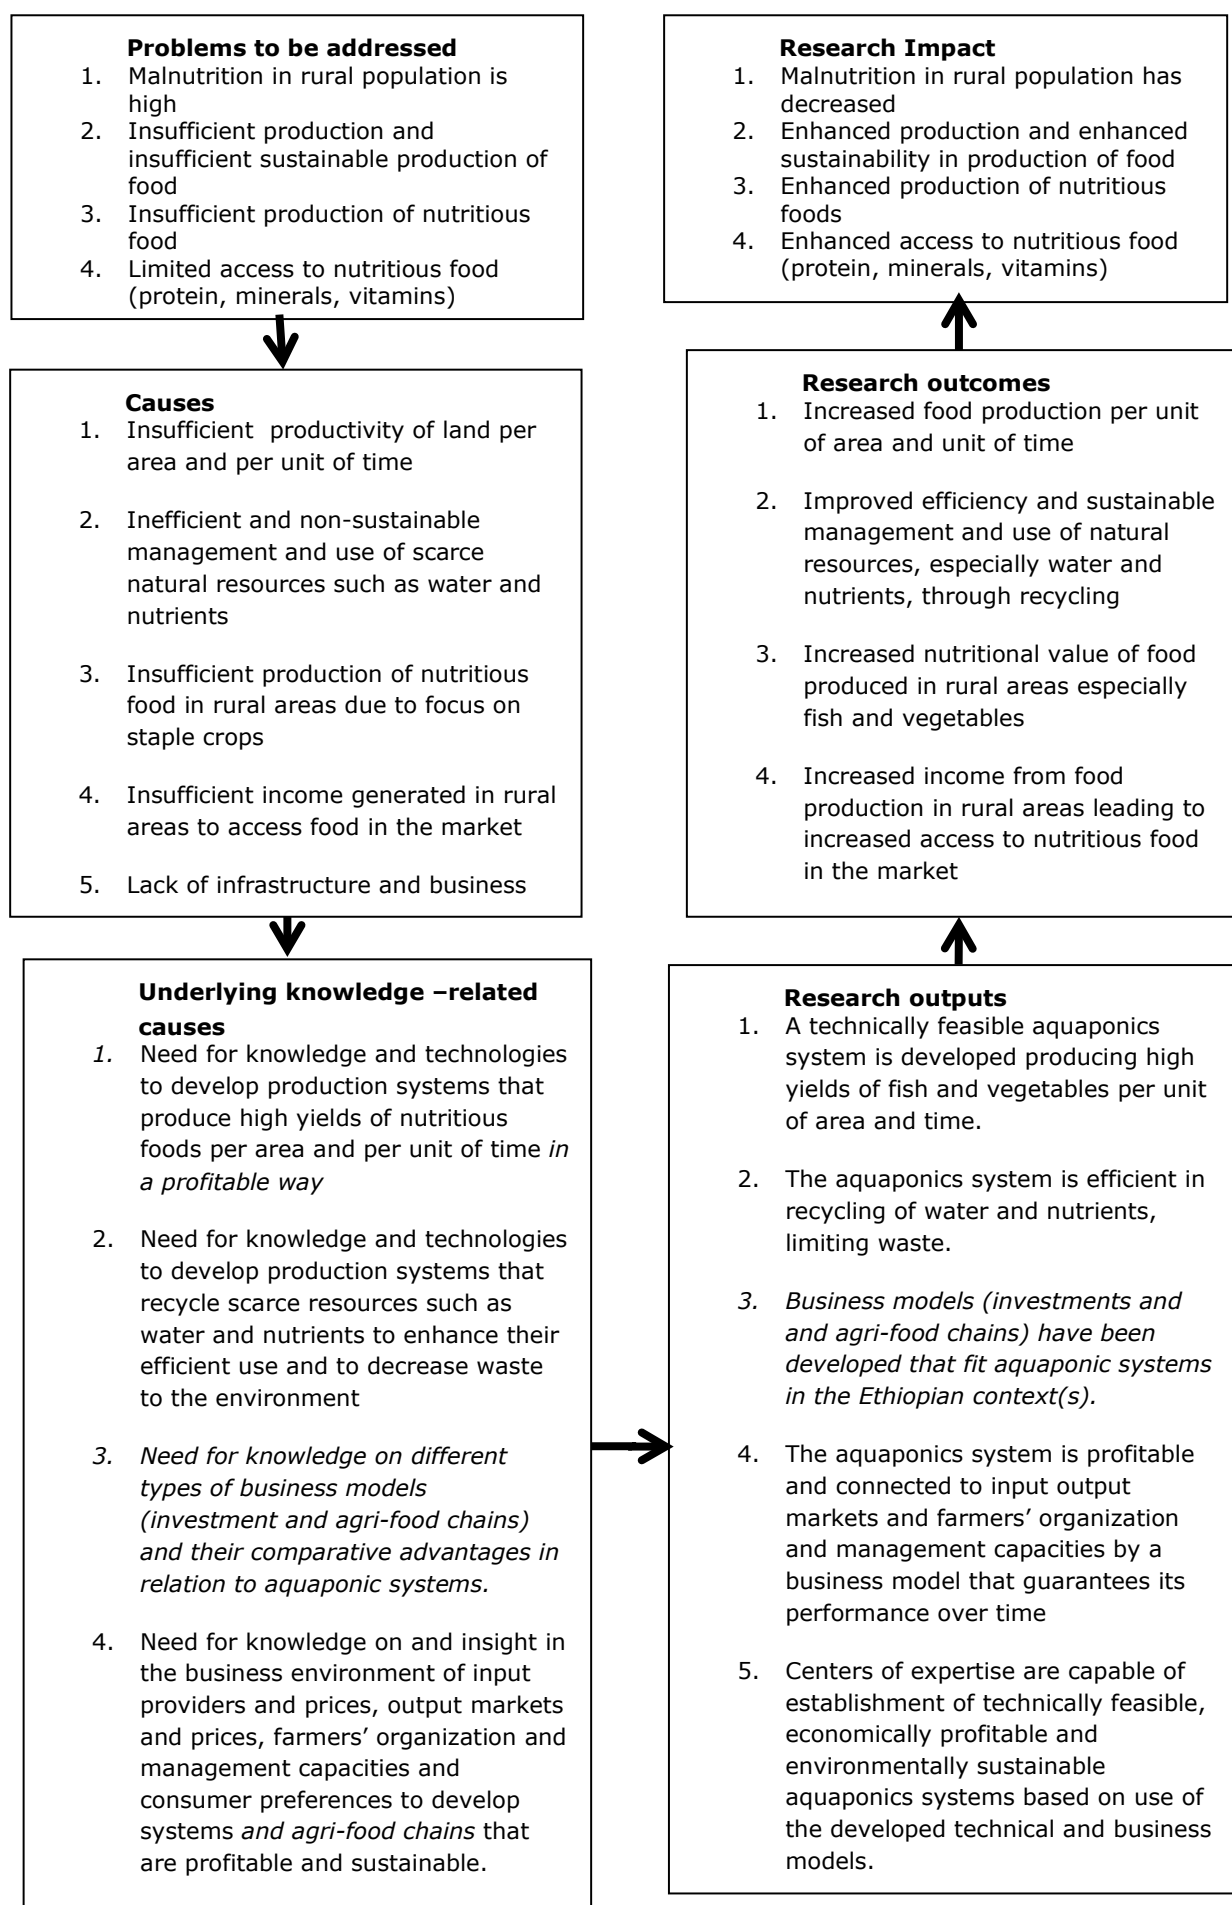 Problems to be addressed
1. Malnutrition in rural population is
high
2. Insufficient production and
insufficient sustainable production of
food
3. Insufficient production of nutritious
food
4. Limited access to nutritious food
(protein, minerals, vitamins)
Causes
1. Insufficient productivity of land per
area and per unit of time
2. Inefficient and non-sustainable
management and use of scarce
natural resources such as water and
nutrients
3. Insufficient production of nutritious
food in rural areas due to focus on
staple crops
4. Insufficient income generated in rural
areas to access food in the market
5. Lack of infrastructure and business
Underlying knowledge –related
causes
1. Need for knowledge and technologies
to develop production systems that
produce high yields of nutritious
foods per area and per unit of time in
a profitable way
2. Need for knowledge and technologies
to develop production systems that
recycle scarce resources such as
water and nutrients to enhance their
efficient use and to decrease waste
to the environment
3. Need for knowledge on different
types of business models
(investment and agri-food chains)
and their comparative advantages in
relation to aquaponic systems.
4. Need for knowledge on and insight in
the business environment of input
providers and prices, output markets
and prices, farmers’ organization and
management capacities and
consumer preferences to develop
systems and agri-food chains that
are profitable and sustainable.
Research Impact
1. Malnutrition in rural population has
decreased
2. Enhanced production and enhanced
sustainability in production of food
3. Enhanced production of nutritious
foods
4. Enhanced access to nutritious food
(protein, minerals, vitamins)
Research outcomes
1. Increased food production per unit
of area and unit of time
2. Improved efficiency and sustainable
management and use of natural
resources, especially water and
nutrients, through recycling
3. Increased nutritional value of food
produced in rural areas especially
fish and vegetables
4. Increased income from food
production in rural areas leading to
increased access to nutritious food
in the market
Research outputs
1. A technically feasible aquaponics
system is developed producing high
yields of fish and vegetables per unit
of area and time.
2. The aquaponics system is efficient in
recycling of water and nutrients,
limiting waste.
3. Business models (investments and
and agri-food chains) have been
developed that fit aquaponic systems
in the Ethiopian context(s).
4. The aquaponics system is profitable
and connected to input output
markets and farmers’ organization
and management capacities by a
business model that guarantees its
performance over time
5. Centers of expertise are capable of
establishment of technically feasible,
economically profitable and
environmentally sustainable
aquaponics systems based on use of
the developed technical and business
models.